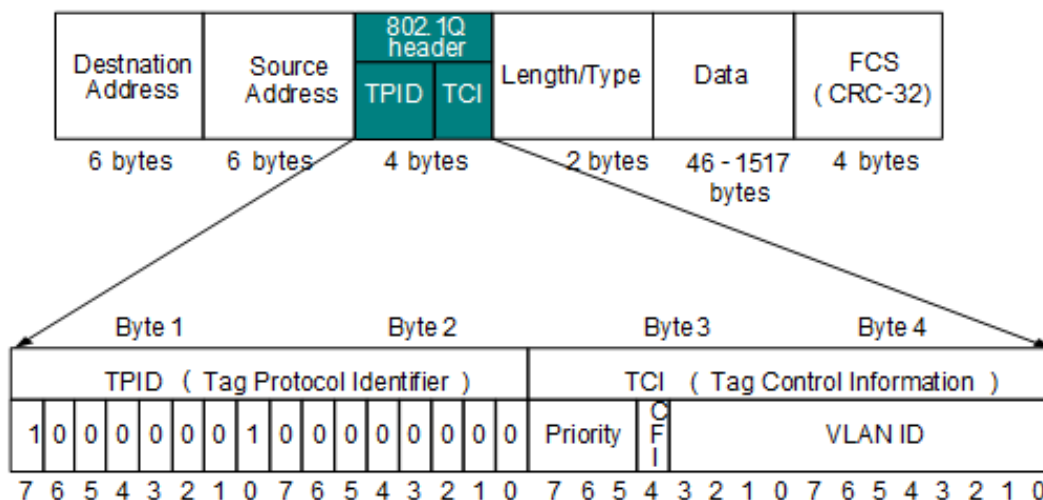 802.1Q
header
Destnation
Address
Source
Address
TPID
TCI
Length/Type
Data
FCS
( CRC-32)
6 bytes
6 bytes
4 bytes
2 bytes
46 - 1517
bytes
4 bytes
Byte 1
Byte 2
Byte 3
Byte 4
TPID ( Tag Protocol Identifier )
TCI ( Tag Control Information )
1 0 0 0 0 0 0 1 0 0 0 0 0 0 0 0
Priority
CFI
VLAN ID
7 6 5 4 3 2 1 0 7 6 5 4 3 2 1 0 7 6 5 4 3 2 1 0 7 6 5 4 3 2 1 0